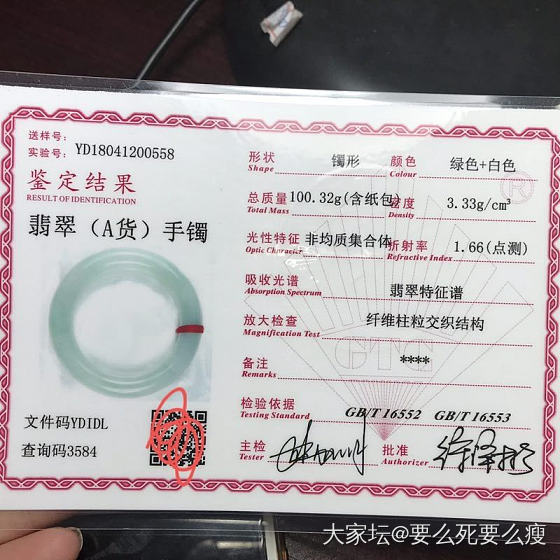 送样号：
实验号：YD18041200558
鉴定结果
RESULT OF IDENTIFICATION
翡翠（A货）手镯
文件码YDIDL
查询码3584
形状 镯形 颜色 绿色+白色
Shape Colour
总质量 100.32g(含纸包) 密度 3.33g/cm³
Total Mass Density
光性特征 非均质集合体 折射率 1.66(点测)
Optic Character Refractive Index
吸收光谱 翡翠特征谱
Absorption Spectrum
放大检查 纤维柱粒交织结构
Magnification Test
GTC
备注 ****
Remarks
检验依据 GB/T 16552 GB/T 16553
Testing Standard
主检 批准
Tester Authorizer
R
大家坛@要么死要么瘦